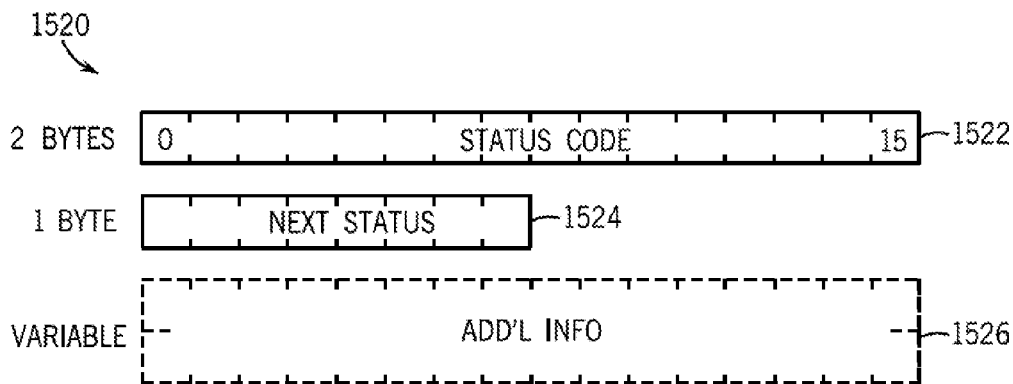 1520
2 BYTES 0 STATUS CODE 15 1522
1 BYTE NEXT STATUS 1524
VARIABLE ADD'L INFO 1526